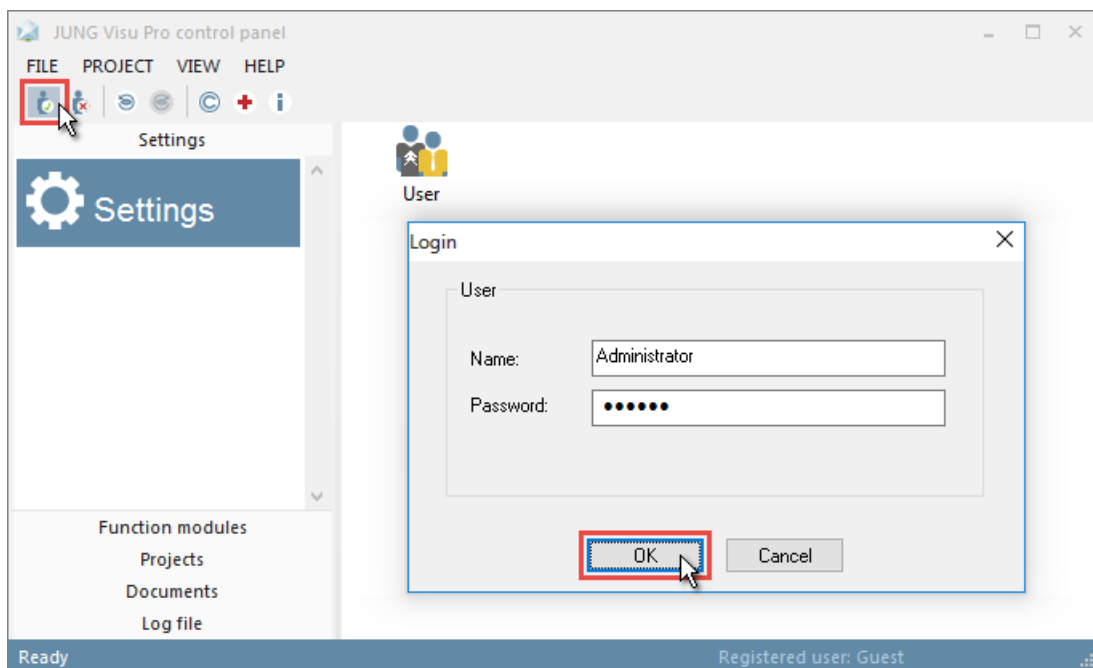 JUNG Visu Pro control panel
FILE PROJECT VIEW HELP
Settings
Settings
User
Login
User
Name: Administrator
Password: ●●●●●●
OK Cancel
Function modules
Projects
Documents
Log file
Ready Registered user: Guest